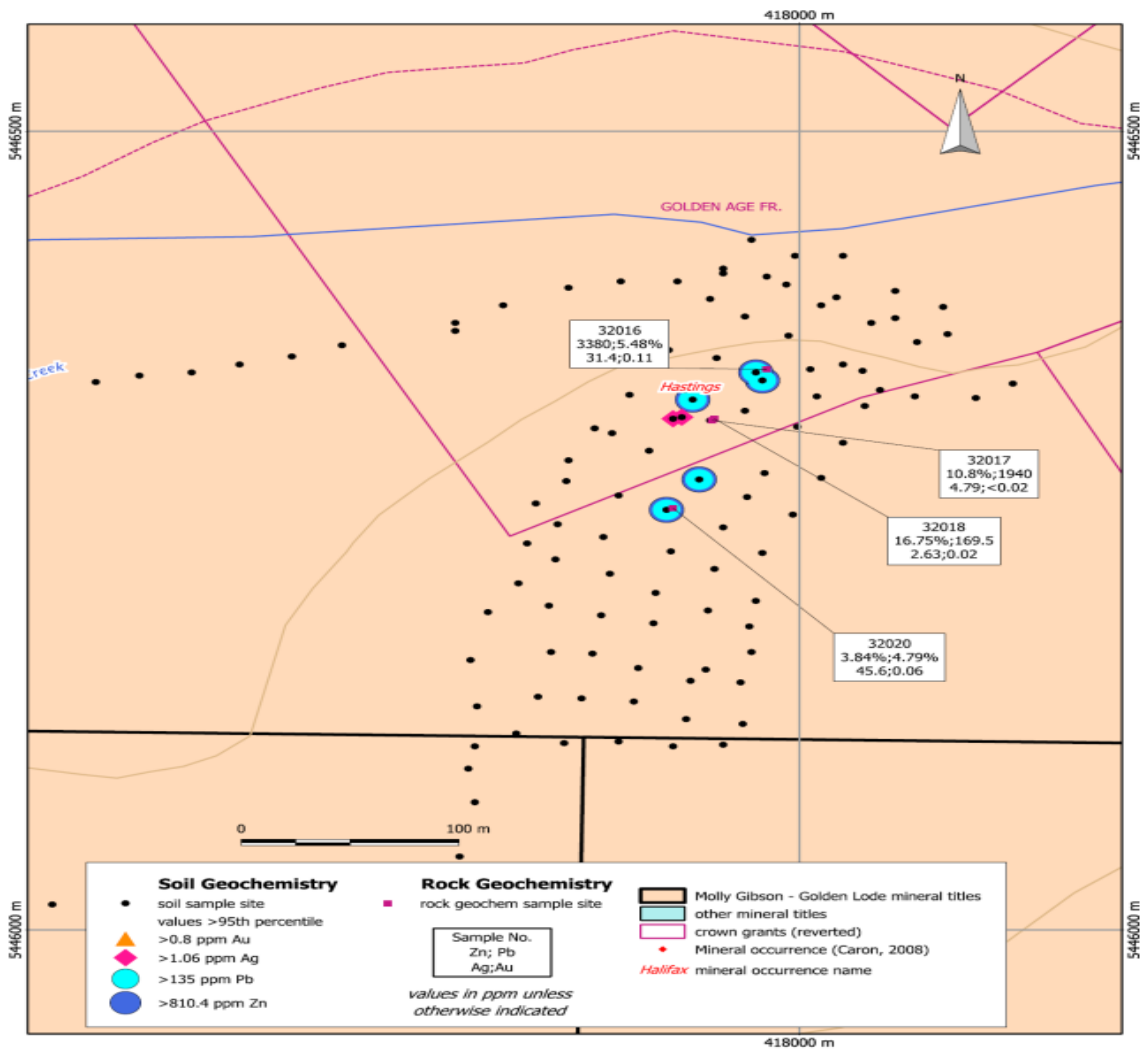 418000 m
N
5446500 m
5446500 m
GOLDEN AGE FR.
32016
3380;5.48%
31.4;0.11
creek
Hastings
32017
10.8%;1940
4.79;<0.02
32018
16.75%;169.5
2.63;0.02
32020
3.84%;4.79%
45.6;0.06
0
100 m
5446000 m
5446000 m
Soil Geochemistry
soil sample site
values >95th percentile
>0.8 ppm Au
>1.06 ppm Ag
>135 ppm Pb
>810.4 ppm Zn
Rock Geochemistry
rock geochem sample site
Sample No.
Zn; Pb
Ag;Au
values in ppm unless
otherwise indicated
Molly Gibson - Golden Lode mineral titles
other mineral titles
crown grants (reverted)
Mineral occurrence (Caron, 2008)
Halifax mineral occurrence name
418000 m